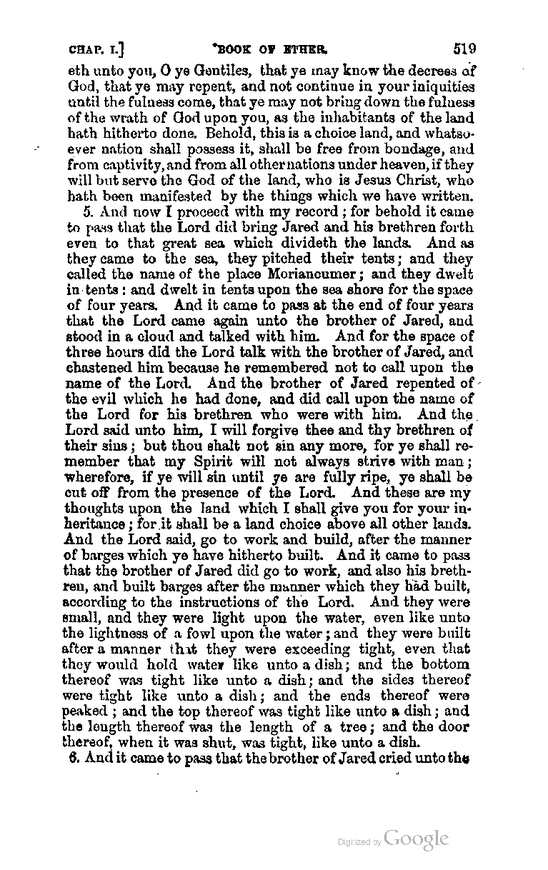 CHAP. I.] BOOK OF ETHER. 519
eth unto you, O ye Gentiles, that ye may know the decrees of
God, that ye may repent, and not continue in your iniquities
until the fulness come, that ye may not bring down the fulness
of the wrath of God upon you, as the inhabitants of the land
hath hitherto done. Behold, this is a choice land, and whatso-
ever nation shall possess it, shall be free from bondage, and
from captivity, and from all other nations under heaven, if they
will but serve the God of the land, who is Jesus Christ, who
hath been manifested by the things which we have written.
5. And now I proceed with my record; for behold it came
to pass that the Lord did bring Jared and his brethren forth
even to that great sea which divideth the lands. And as
they came to the sea, they pitched their tents; and they
called the name of the place Moriancumer; and they dwelt
in tents: and dwelt in tents upon the sea shore for the space
of four years. And it came to pass at the end of four years
that the Lord came again unto the brother of Jared, and
stood in a cloud and talked with him. And for the space of
three hours did the Lord talk with the brother of Jared, and
chastened him because he remembered not to call upon the
name of the Lord. And the brother of Jared repented of
the evil which he had done, and did call upon the name of
the Lord for his brethren who were with him. And the
Lord said unto him, I will forgive thee and thy brethren of
their sins; but thou shalt not sin any more, for ye shall re-
member that my Spirit will not always strive with man;
wherefore, if ye will sin until ye are fully ripe, ye shall be
cut off from the presence of the Lord. And these are my
thoughts upon the land which I shall give you for your in-
heritance; for it shall be a land choice above all other lands.
And the Lord said, go to work and build, after the manner
of barges which ye have hitherto built. And it came to pass
that the brother of Jared did go to work, and also his breth-
ren, and built barges after the manner which they had built,
according to the instructions of the Lord. And they were
small, and they were light upon the water, even like unto
the lightness of a fowl upon the water; and they were built
after a manner that they were exceeding tight, even that
they would hold water like unto a dish; and the bottom
thereof was tight like unto a dish; and the sides thereof
were tight like unto a dish; and the ends thereof were
peaked; and the top thereof was tight like unto a dish; and
the length thereof was the length of a tree; and the door
thereof, when it was shut, was tight, like unto a dish.
6. And it came to pass that the brother of Jared cried unto the
Digitized by Google